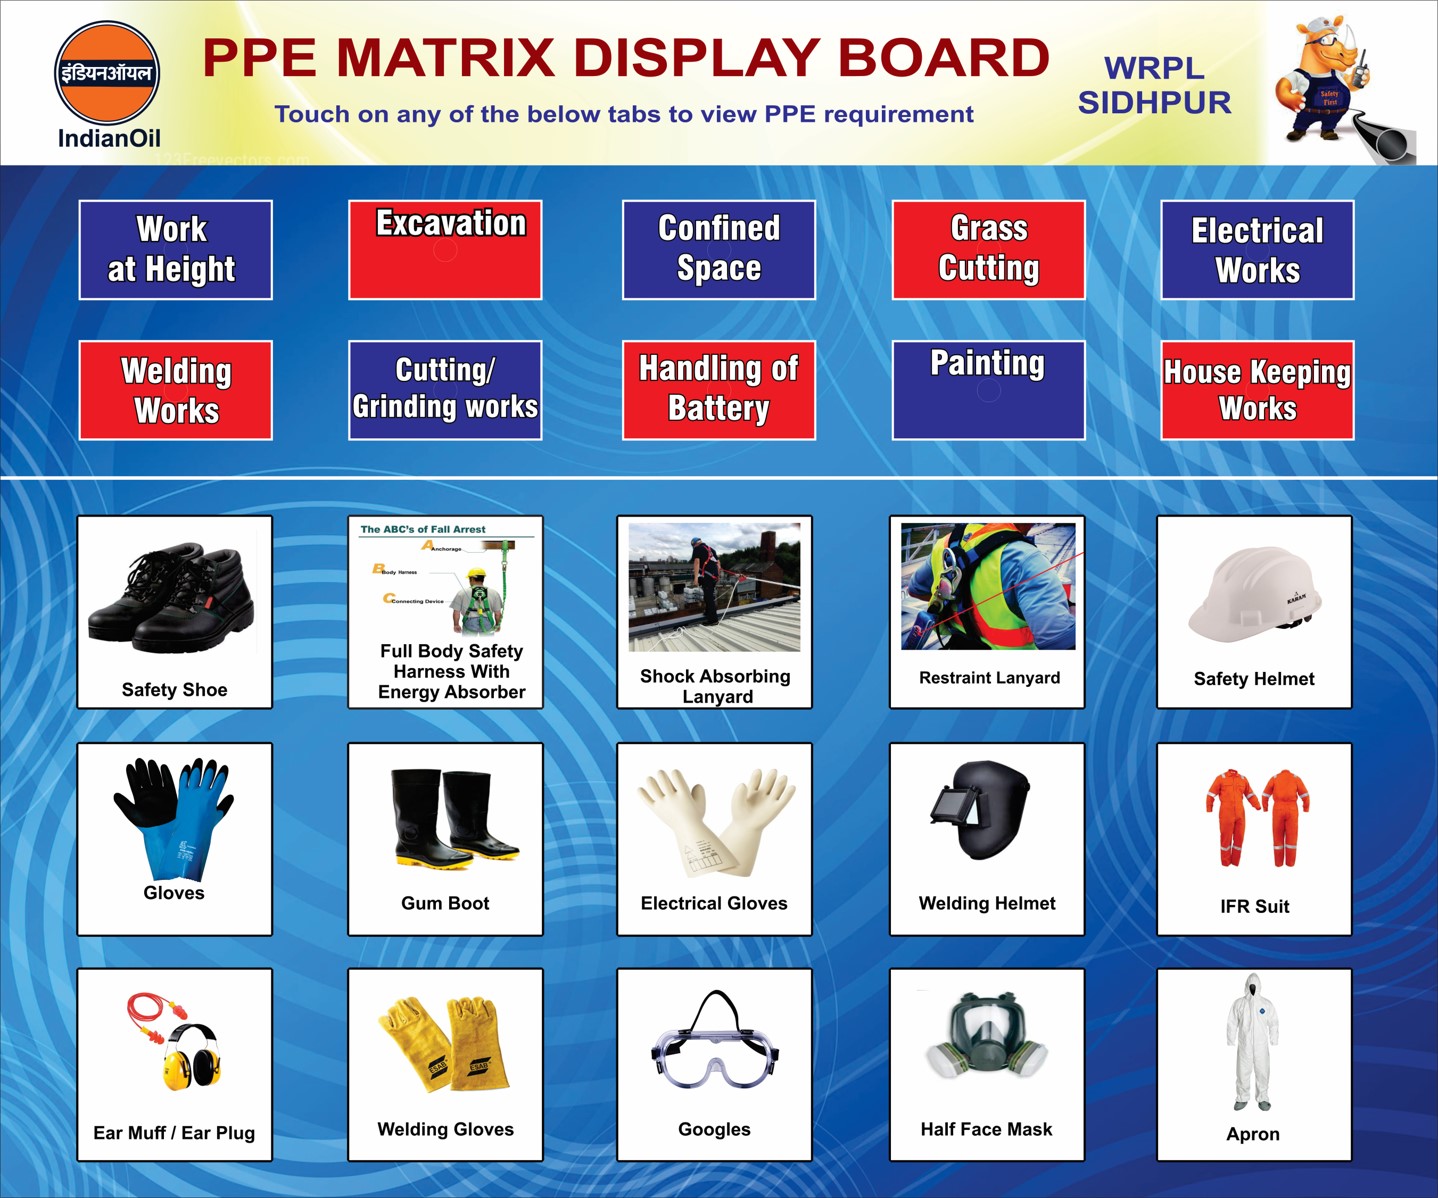 इंडियनऑयल
IndianOil
PPE MATRIX DISPLAY BOARD
Touch on any of the below tabs to view PPE requirement
WRPL
SIDHPUR
Safety
First
123Freevectors.com
Work
at Height
Excavation
Confined
Space
Grass
Cutting
Electrical
Works
Welding
Works
Cutting/
Grinding works
Handling of
Battery
Painting
House Keeping
Works
Safety Shoe
The ABC's of Fall Arrest
Anchorage
Body Harness
Connecting Device
Full Body Safety
Harness With
Energy Absorber
Shock Absorbing
Lanyard
Restraint Lanyard
KARAM
Safety Helmet
Gloves
Gum Boot
Electrical Gloves
Welding Helmet
IFR Suit
Ear Muff / Ear Plug
ESAB
ESAB
Welding Gloves
Googles
Half Face Mask
Apron